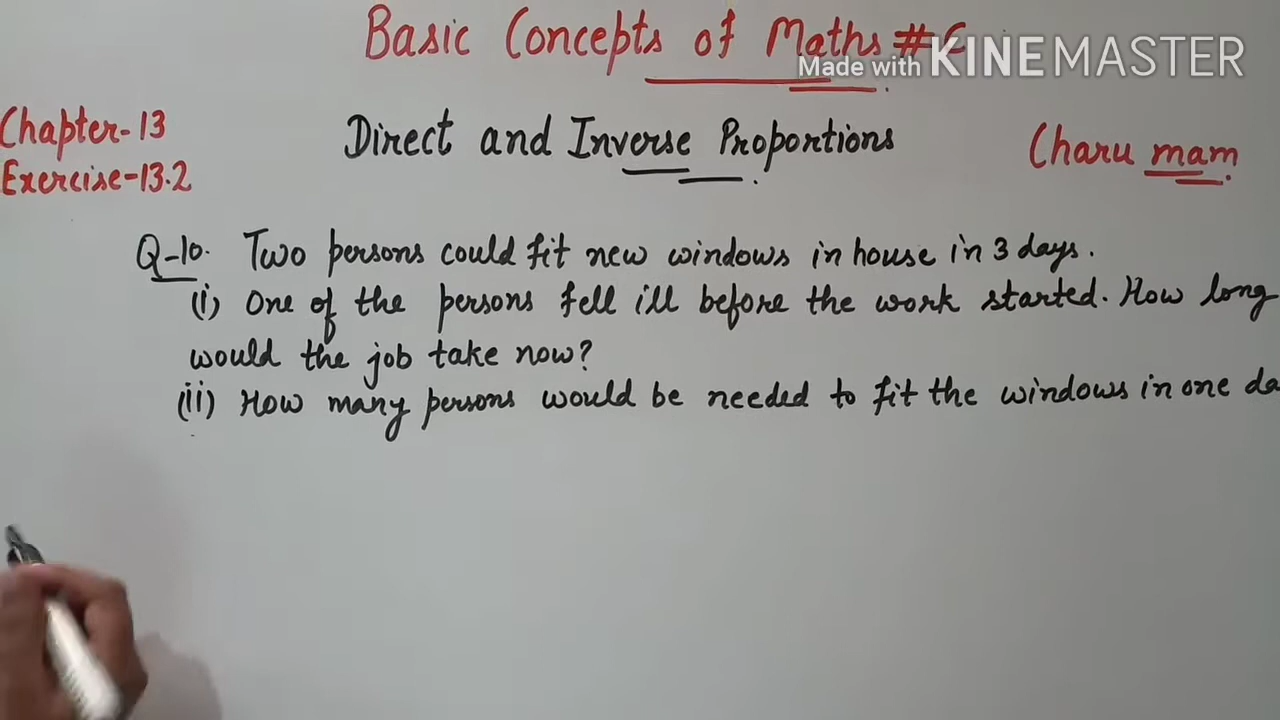 Basic Concepts of Maths #
Made with KINEMASTER
Chapter-13
Exercise-13.2
Direct and Inverse Proportions
Charu mam
Q-10. Two persons could fit new windows in house in 3 days.
(i) One of the persons fell ill before the work started. How long
would the job take now?
(ii) How many persons would be needed to fit the windows in one da